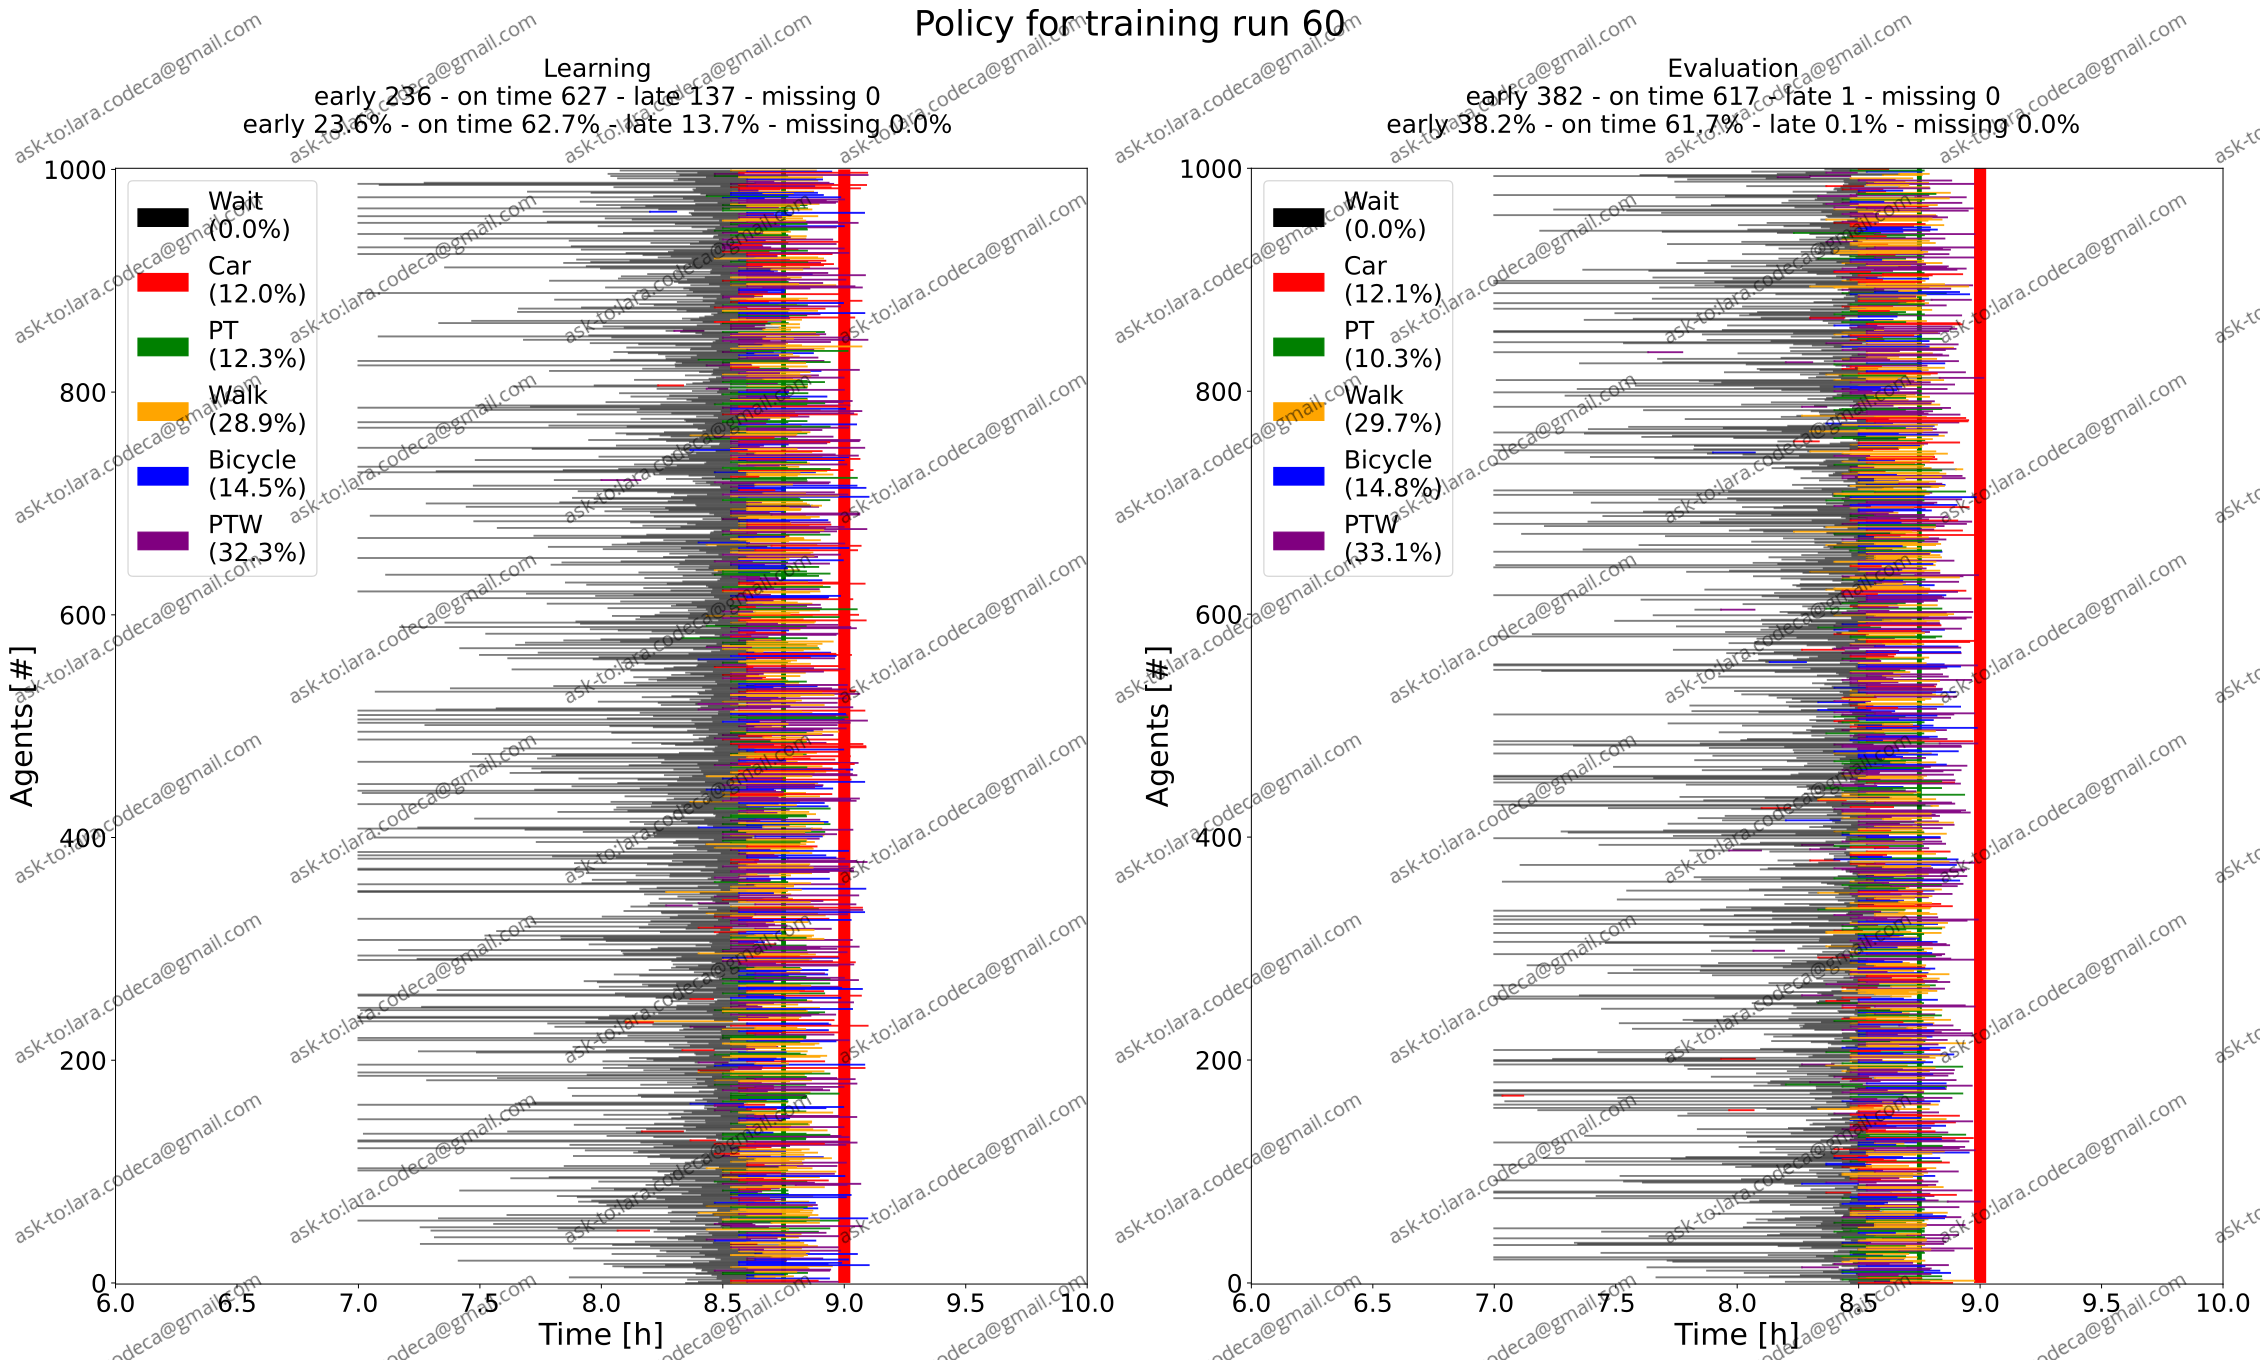 Policy for training run 60
Learning
early 236 - on time 627 - late 137 - missing 0
early 23.6% - on time 62.7% - late 13.7% - missing 0.0%
1000
800
600
400
200
0
Agents [#]
Wait
(0.0%)
Car
(12.0%)
PT
(12.3%)
Walk
(28.9%)
Bicycle
(14.5%)
PTW
(32.3%)
6.0 6.5 7.0 7.5 8.0 8.5 9.0 9.5 10.0
Time [h]
Evaluation
early 382 - on time 617 - late 1 - missing 0
early 38.2% - on time 61.7% - late 0.1% - missing 0.0%
1000
800
600
400
200
0
Agents [#]
Wait
(0.0%)
Car
(12.1%)
PT
(10.3%)
Walk
(29.7%)
Bicycle
(14.8%)
PTW
(33.1%)
6.0 6.5 7.0 7.5 8.0 8.5 9.0 9.5 10.0
Time [h]
ask-to:lara.codeca@gmail.com